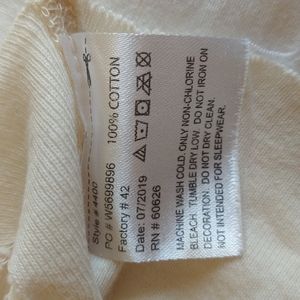 Style # 4400
PO # W5699896
100% COTTON
Factory # 42
Date: 07/2019
RN # 60626
MACHINE WASH COLD. ONLY NON-CHLORINE
BLEACH. TUMBLE DRY LOW. DO NOT IRON ON
DECORATION. DO NOT DRY CLEAN.
NOT INTENDED FOR SLEEPWEAR.